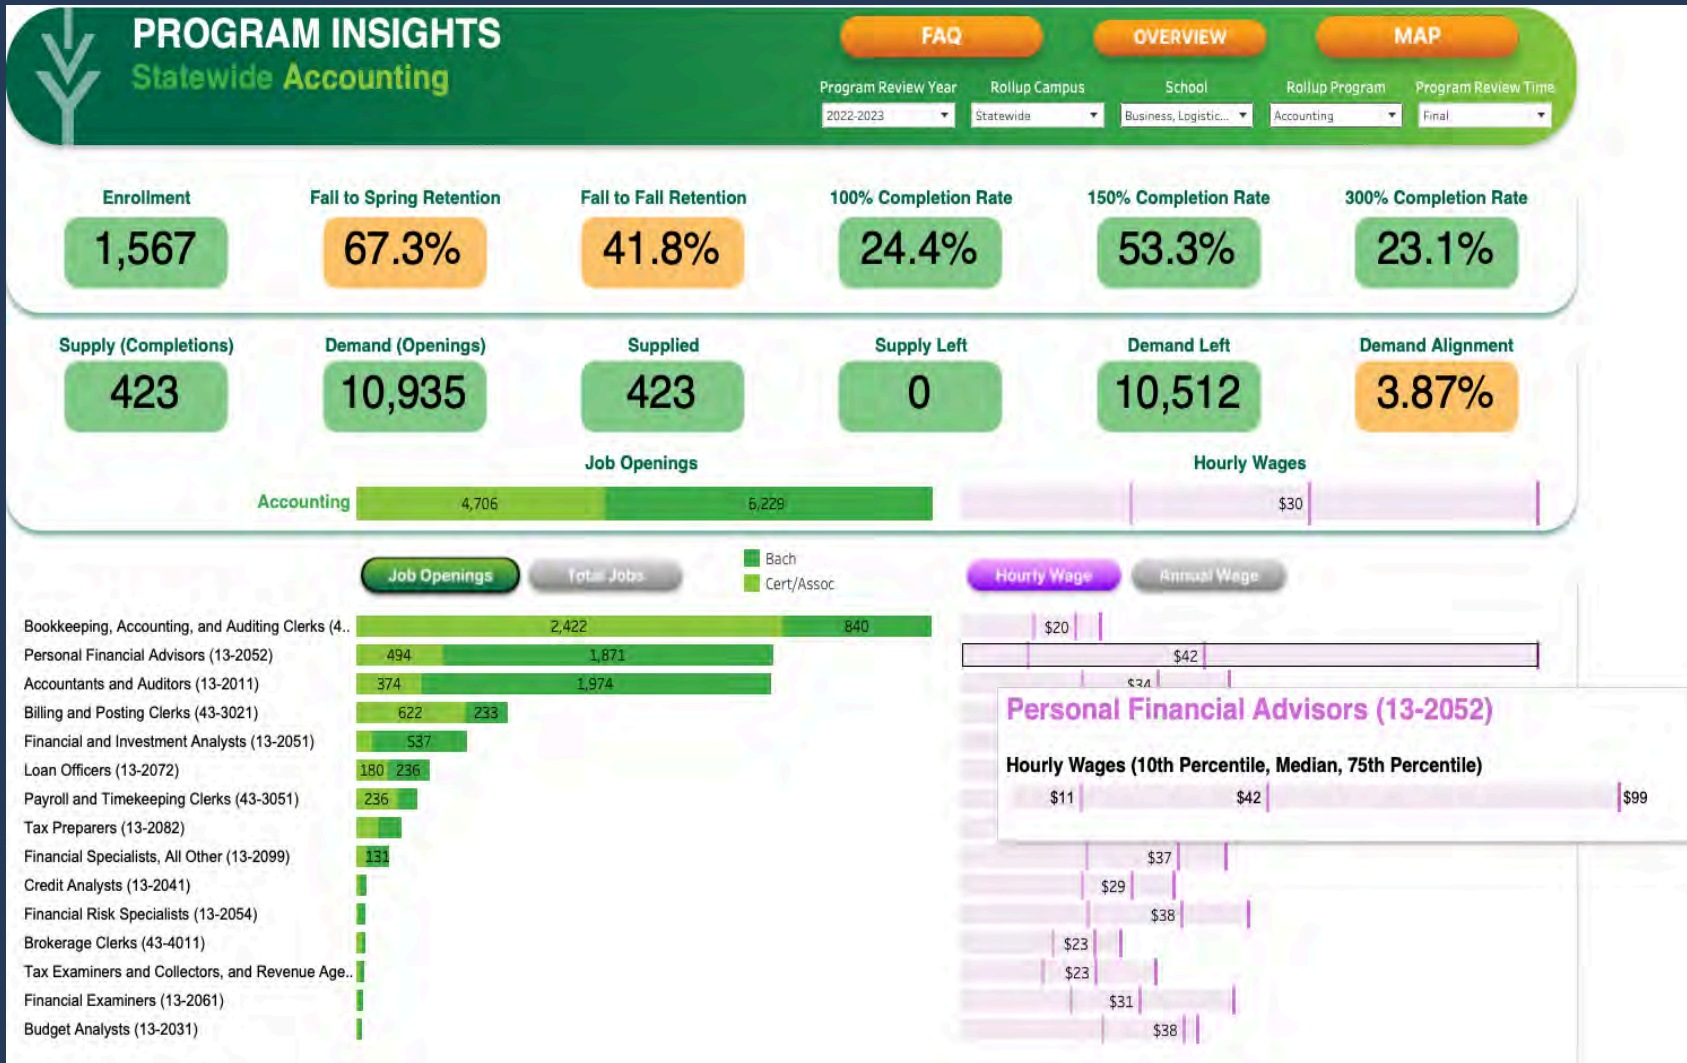 PROGRAM INSIGHTS
Statewide Accounting
FAQ OVERVIEW MAP
Program Review Year Rollup Campus School Rollup Program Program Review Time
2022-2023 Statewide Business, Logistic... Accounting Final
Enrollment Fall to Spring Retention Fall to Fall Retention 100% Completion Rate 150% Completion Rate 300% Completion Rate
1,567 67.3% 41.8% 24.4% 53.3% 23.1%
Supply (Completions) Demand (Openings) Supplied Supply Left Demand Left Demand Alignment
423 10,935 423 0 10,512 3.87%
Job Openings Hourly Wages
Accounting 4,706 6,229 $30
Job Openings Total Jobs Bach Hourly Wage Annual Wage
Cert/Assoc
Bookkeeping, Accounting, and Auditing Clerks (4.. 2,422 840 $20
Personal Financial Advisors (13-2052) 494 1,871 $42
Accountants and Auditors (13-2011) 374 1,974 $34
Billing and Posting Clerks (43-3021) 622 233
Personal Financial Advisors (13-2052)
Financial and Investment Analysts (13-2051) 537
Loan Officers (13-2072) 180 236
Hourly Wages (10th Percentile, Median, 75th Percentile)
Payroll and Timekeeping Clerks (43-3051) 236
$11 $42 $99
Tax Preparers (13-2082)
Financial Specialists, All Other (13-2099) 131 $37
Credit Analysts (13-2041) $29
Financial Risk Specialists (13-2054) $38
Brokerage Clerks (43-4011) $23
Tax Examiners and Collectors, and Revenue Age.. $23
Financial Examiners (13-2061) $31
Budget Analysts (13-2031) $38